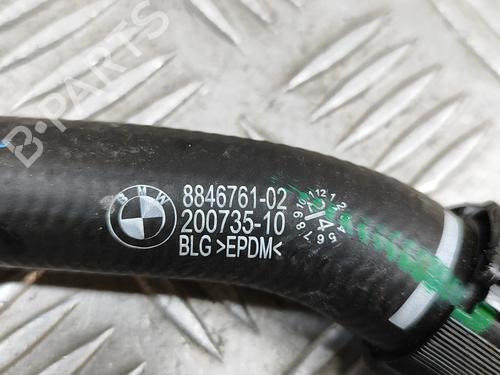 B-PARTS
BMW
8846761-02
200735-10
BLG >EPDM<